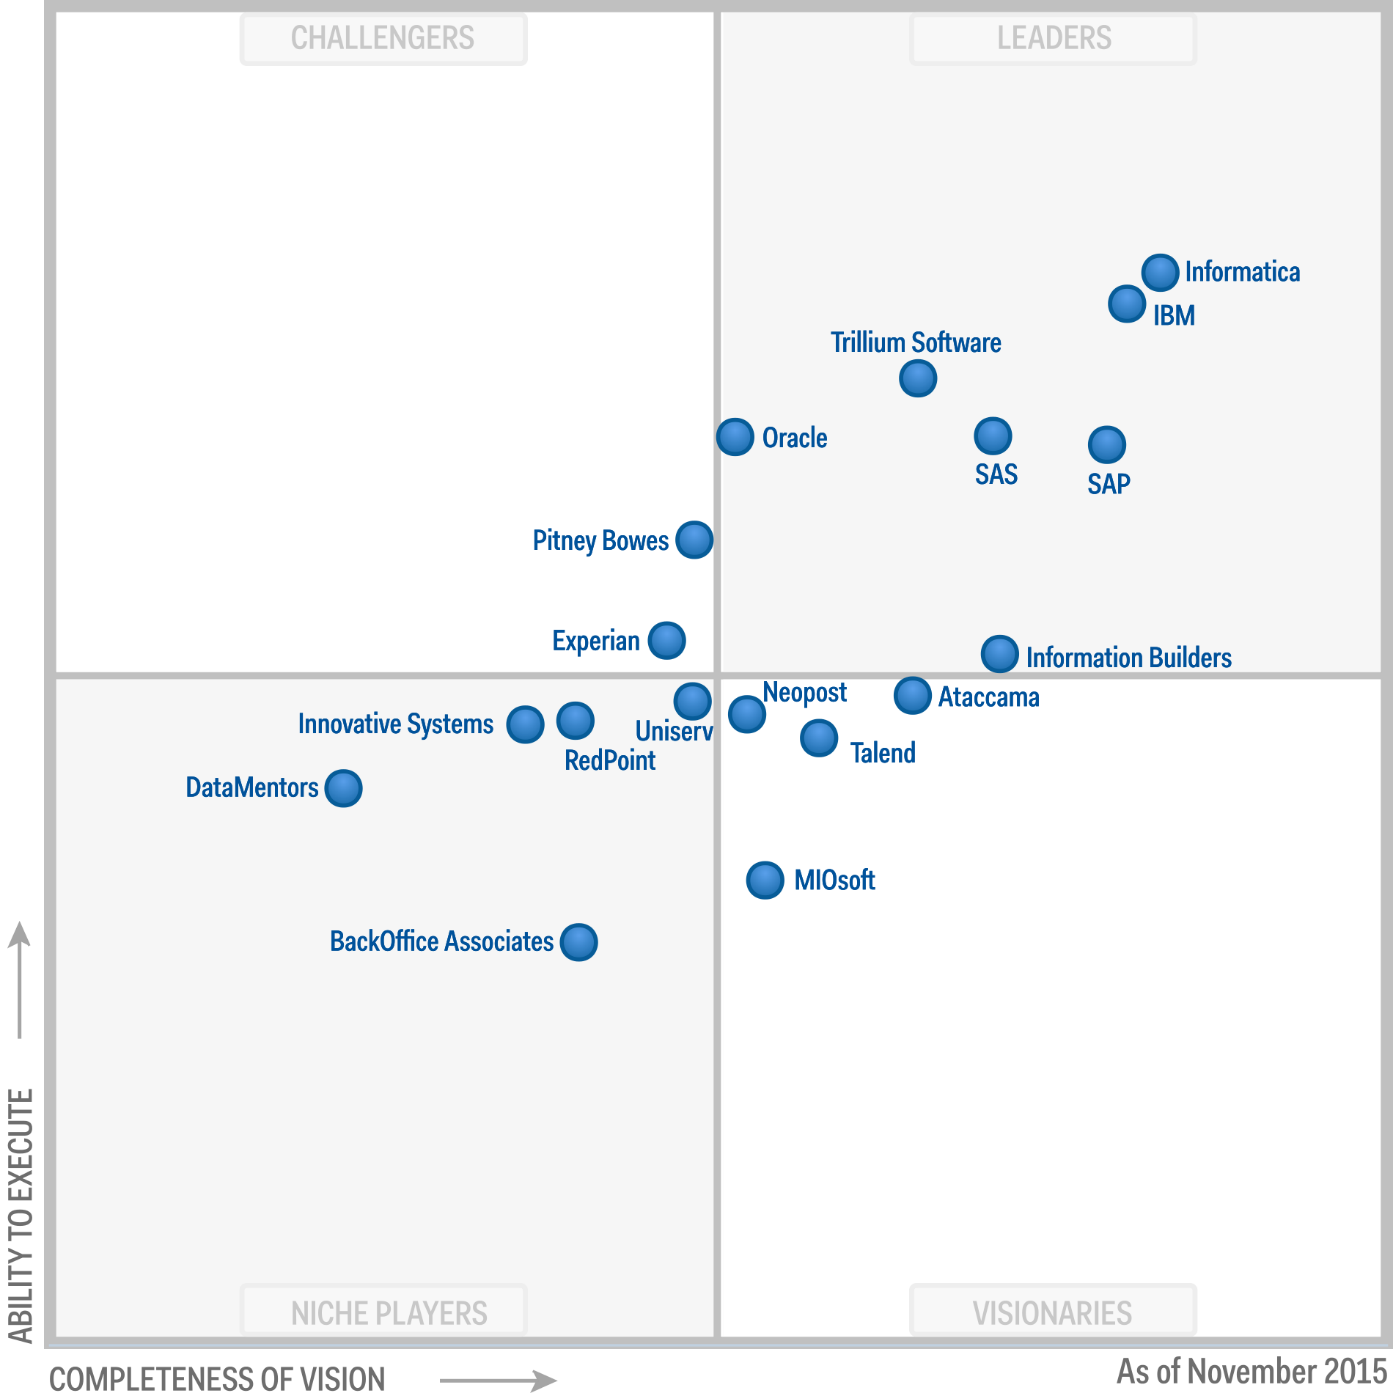 CHALLENGERS
LEADERS
Informatica
IBM
Trillium Software
Oracle
SAS
SAP
Pitney Bowes
Experian
Information Builders
Neopost
Ataccama
Innovative Systems
Uniserv
RedPoint
Talend
DataMentors
MIOsoft
BackOffice Associates
ABILITY TO EXECUTE
NICHE PLAYERS
VISIONARIES
COMPLETENESS OF VISION
As of November 2015